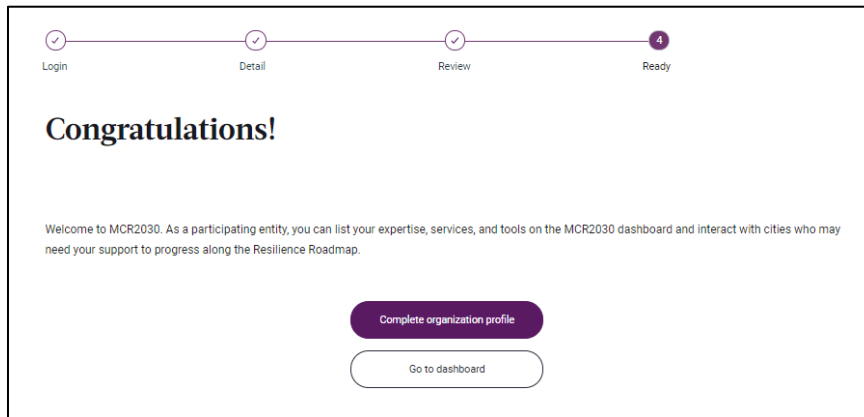 4
Login Detail Review Ready
Congratulations!
Welcome to MCR2030. As a participating entity, you can list your expertise, services, and tools on the MCR2030 dashboard and interact with cities who may
need your support to progress along the Resilience Roadmap.
Complete organization profile
Go to dashboard